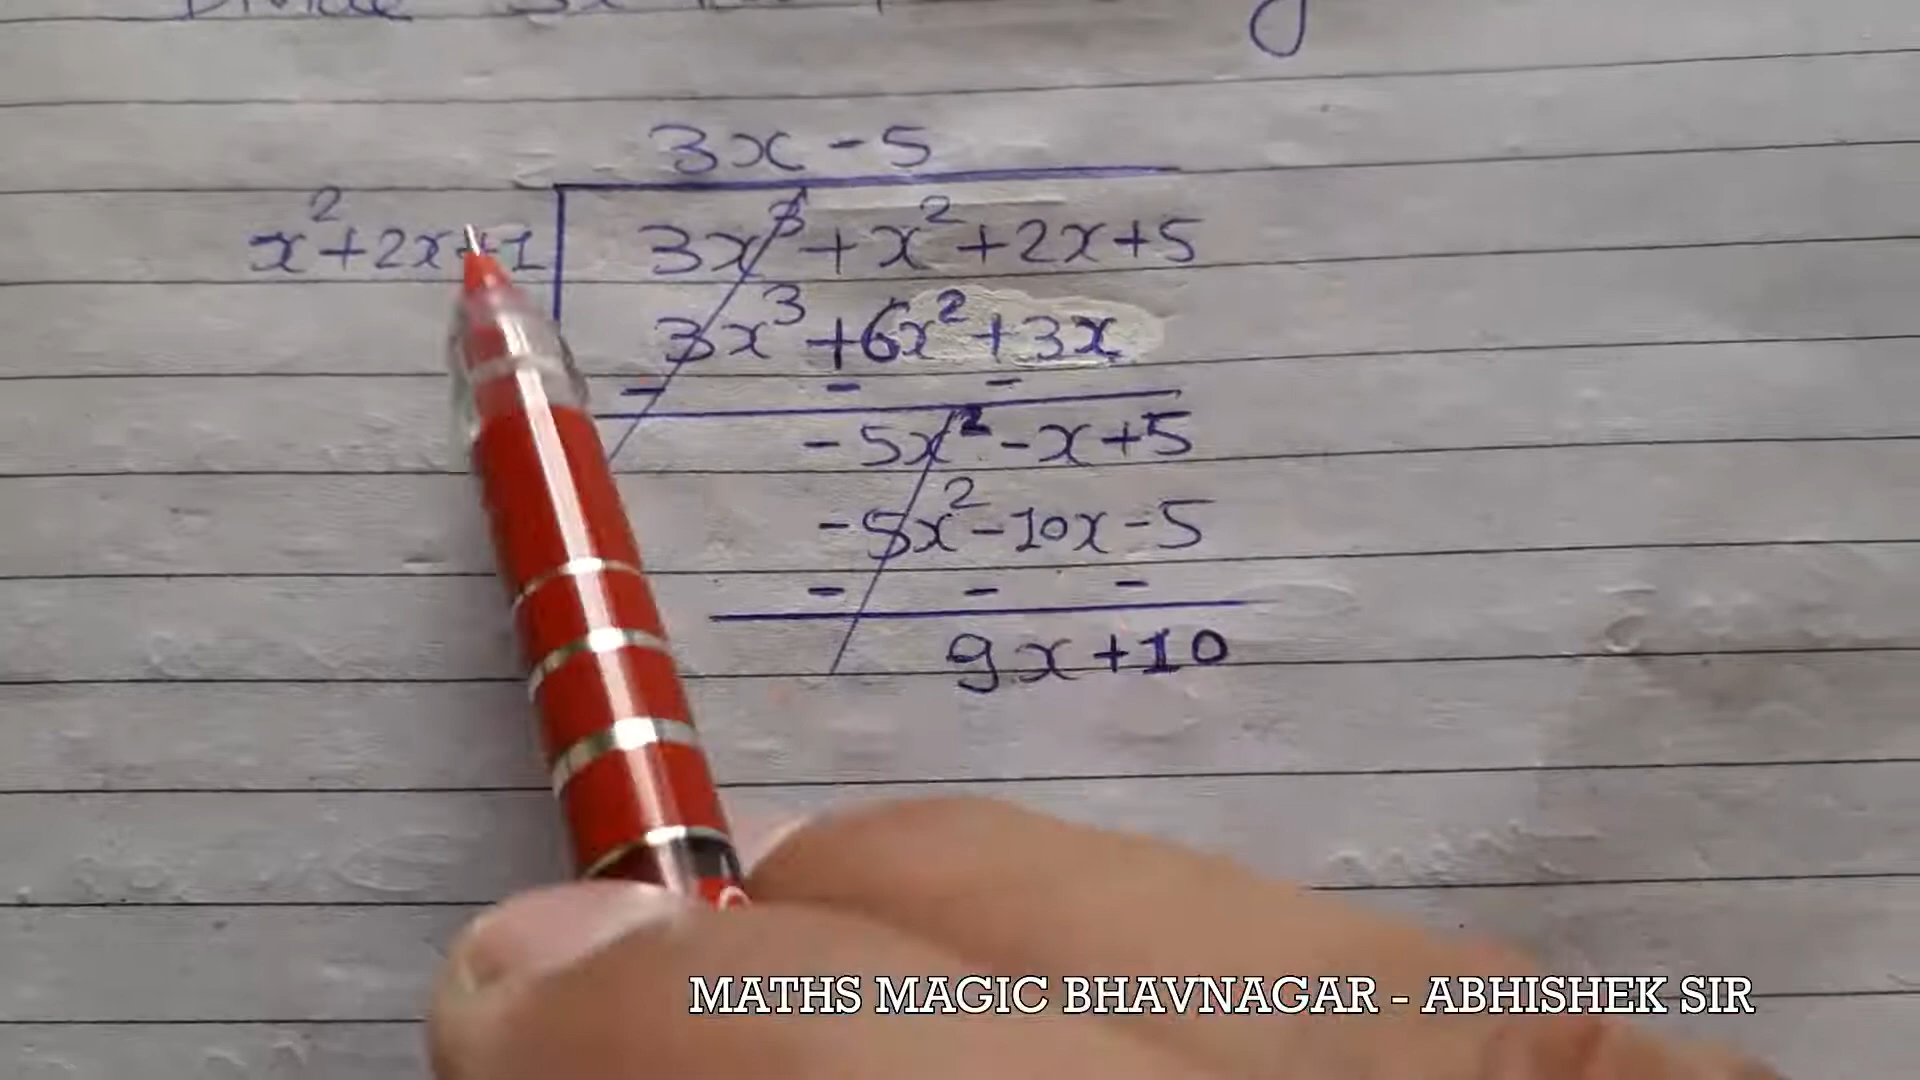 Divide
3x - 5
x²+2x+1
3x³+x²+2x+5
3x³+6x²+3x
- - -
-5x²-x+5
-5x²-10x-5
- - -
9x+10
MATHS MAGIC BHAVNAGAR - ABHISHEK SIR